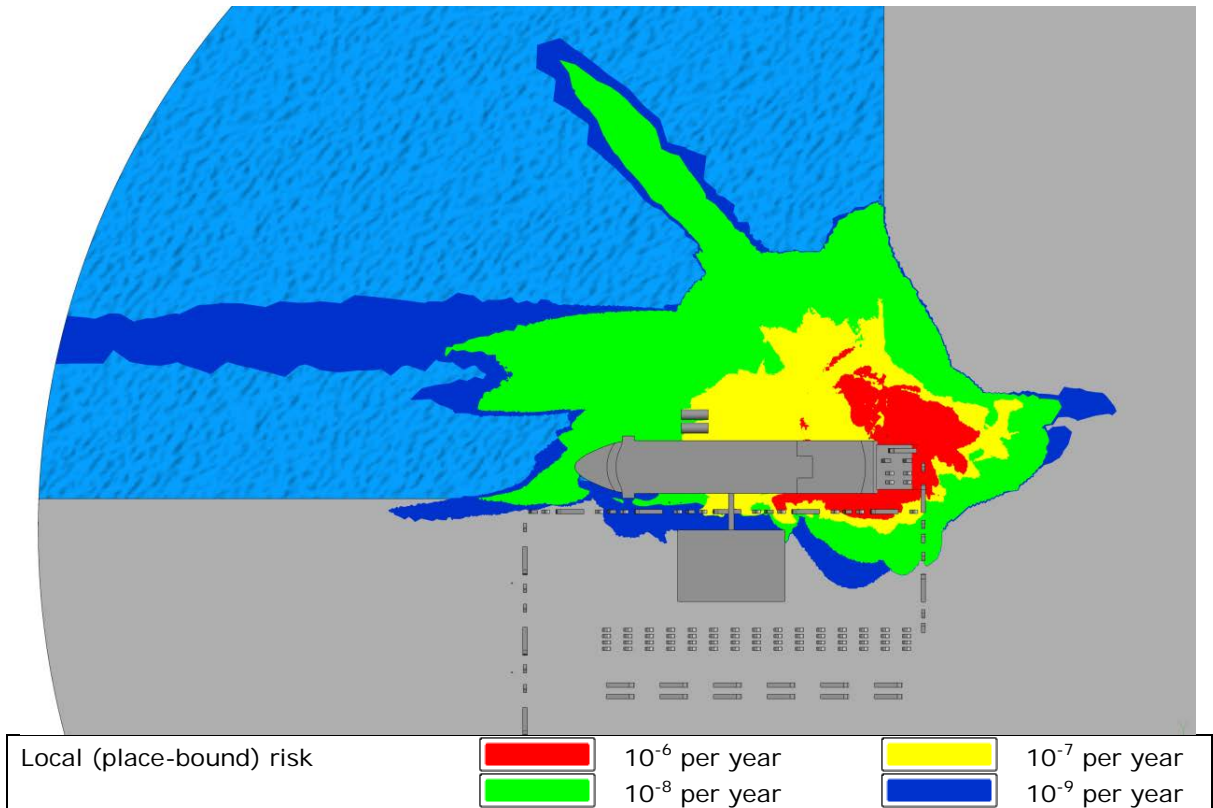 Local (place-bound) risk 10⁻⁶ per year 10⁻⁷ per year
10⁻⁸ per year 10⁻⁹ per year